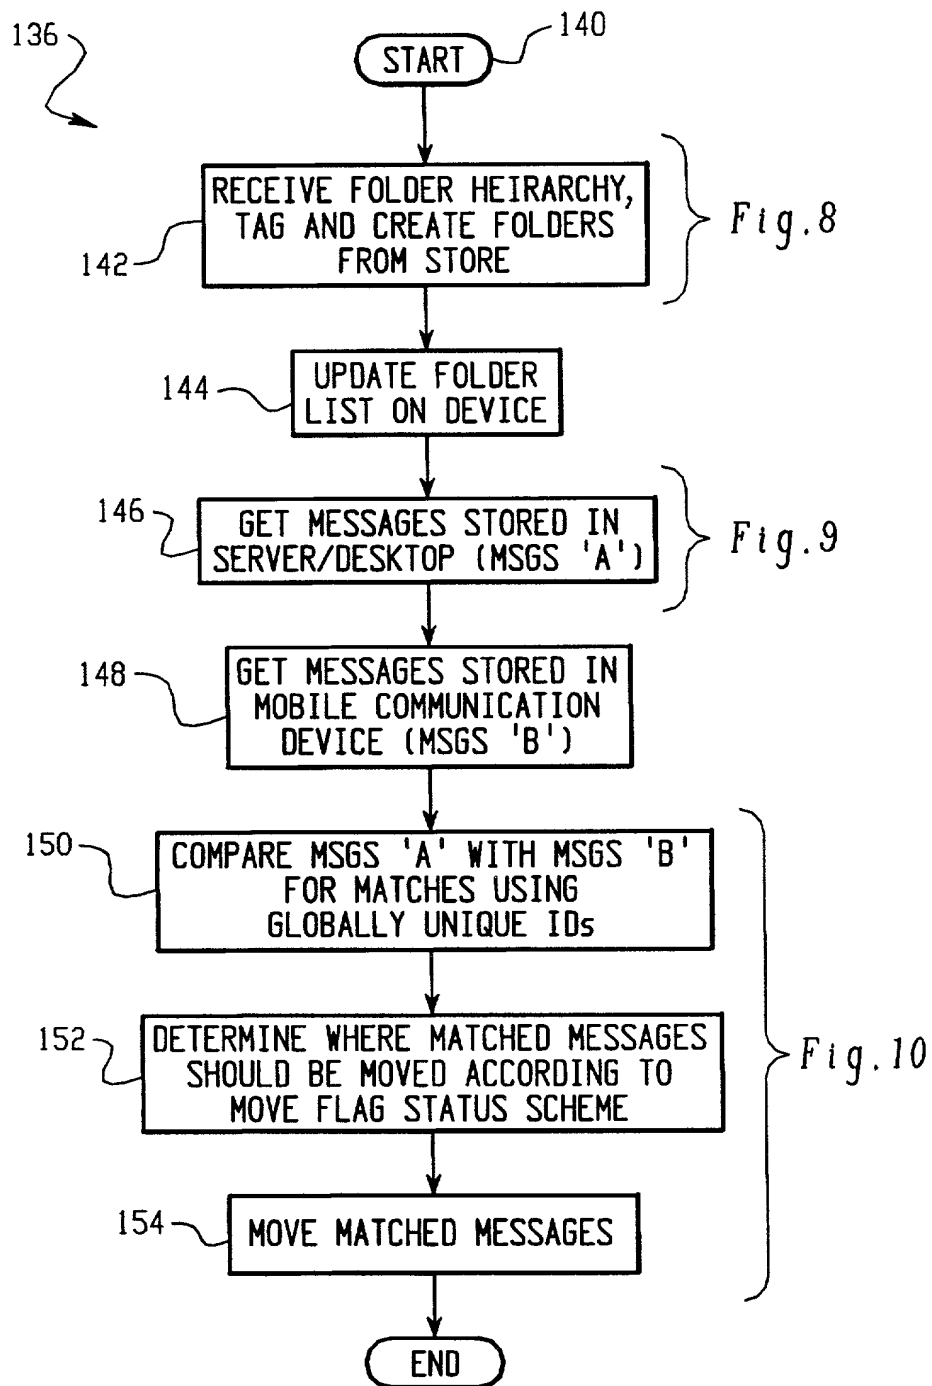 136
START
140
RECEIVE FOLDER HEIRARCHY,
TAG AND CREATE FOLDERS
FROM STORE
142
Fig.8
144
UPDATE FOLDER
LIST ON DEVICE
146
GET MESSAGES STORED IN
SERVER/DESKTOP (MSGS 'A')
Fig.9
148
GET MESSAGES STORED IN
MOBILE COMMUNICATION
DEVICE (MSGS 'B')
150
COMPARE MSGS 'A' WITH MSGS 'B'
FOR MATCHES USING
GLOBALLY UNIQUE IDs
152
DETERMINE WHERE MATCHED MESSAGES
SHOULD BE MOVED ACCORDING TO
MOVE FLAG STATUS SCHEME
Fig.10
154
MOVE MATCHED MESSAGES
END